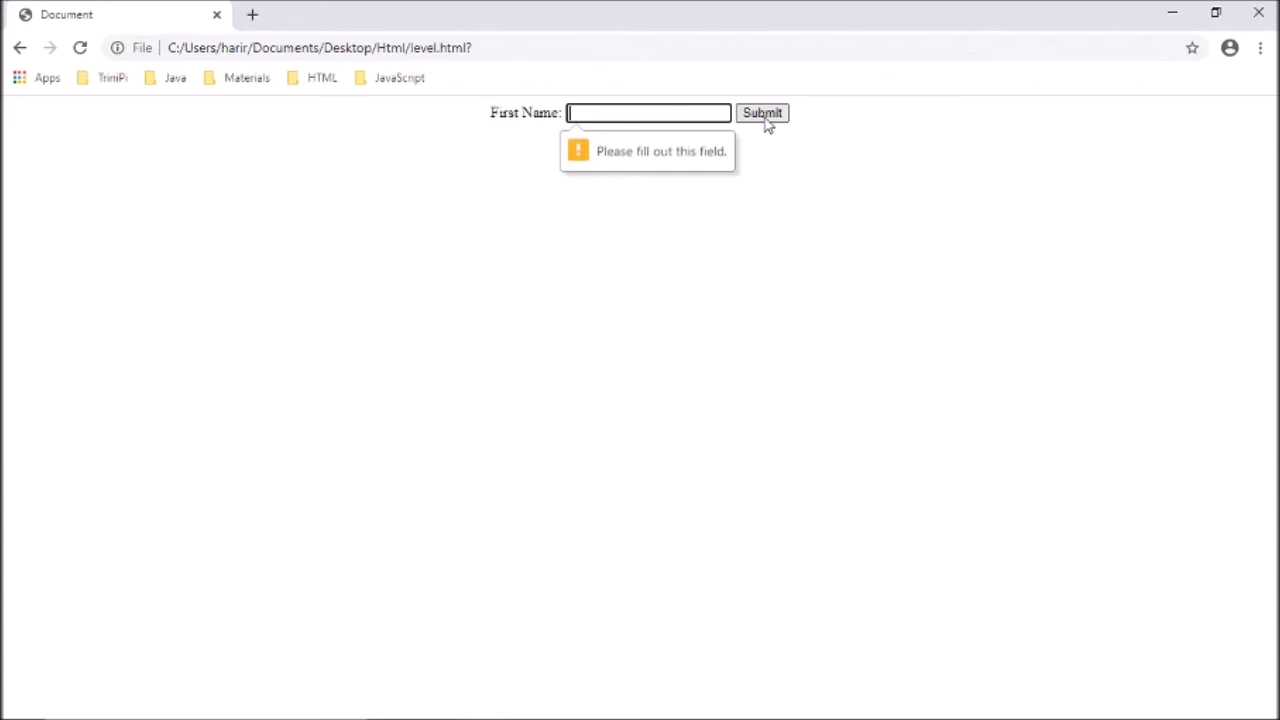 Document
File C:/Users/harir/Documents/Desktop/Html/level.html?
Apps TriniPi Java Materials HTML JavaScript
First Name: Submit
Please fill out this field.